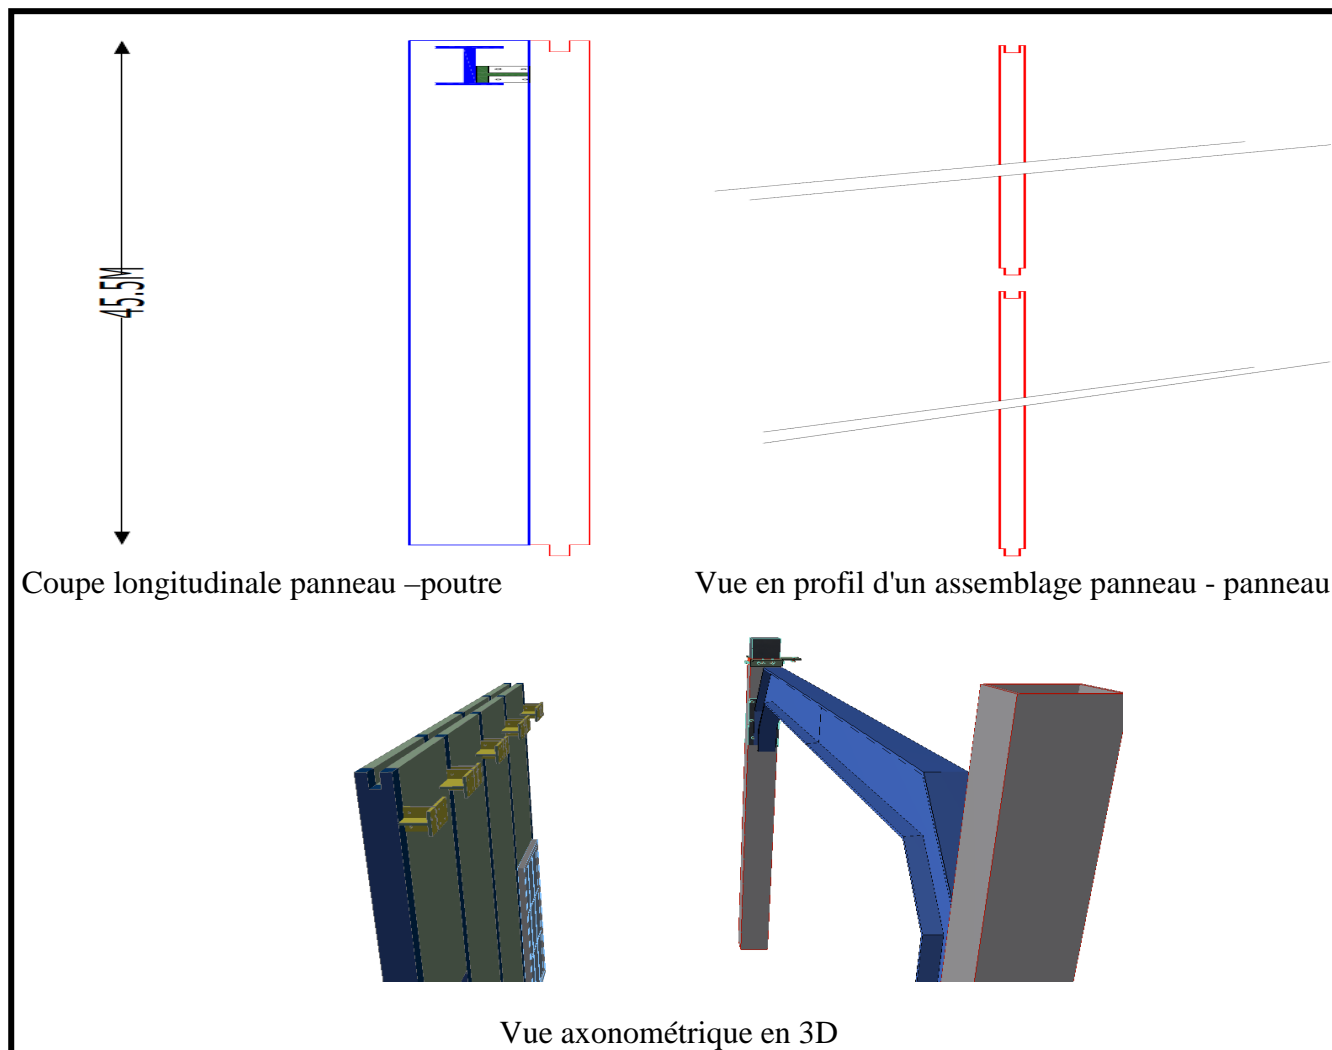 45.5M
Coupe longitudinale panneau –poutre
Vue en profil d'un assemblage panneau - panneau
Vue axonométrique en 3D